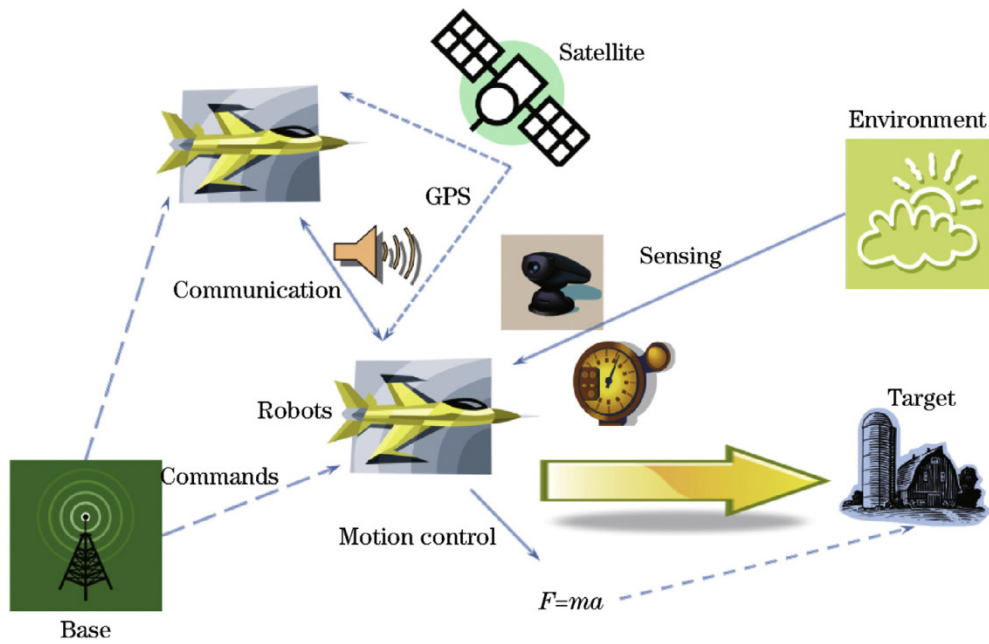 Satellite
Environment
GPS
Sensing
Communication
Robots
Target
Commands
Motion control
F=ma
Base